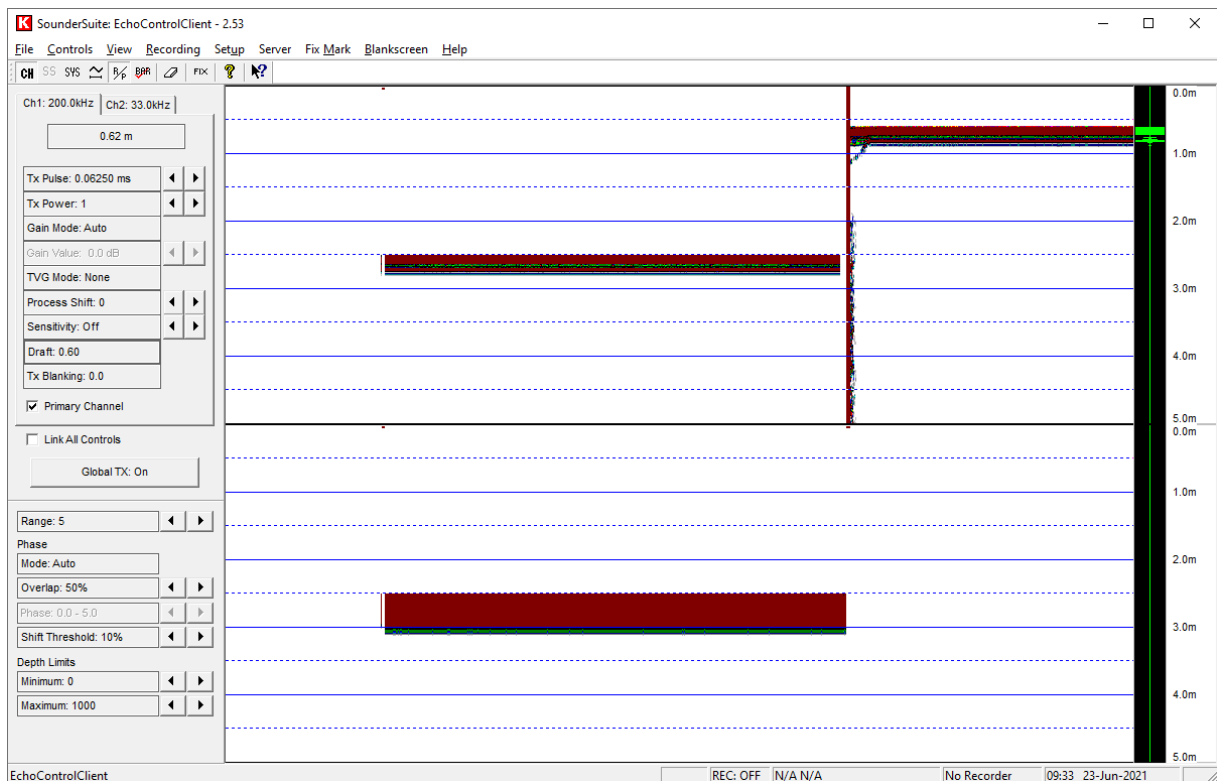 K SounderSuite: EchoControlClient - 2.53
File Controls View Recording Setup Server Fix Mark Blankscreen Help
CH SS SYS R/P BAR FIX ? ?
Ch1: 200.0kHz Ch2: 33.0kHz
0.62 m
Tx Pulse: 0.06250 ms
Tx Power: 1
Gain Mode: Auto
Gain Value: 0.0 dB
TVG Mode: None
Process Shift: 0
Sensitivity: Off
Draft: 0.60
Tx Blanking: 0.0
Primary Channel
Link All Controls
Global TX: On
Range: 5
Phase
Mode: Auto
Overlap: 50%
Phase: 0.0 - 5.0
Shift Threshold: 10%
Depth Limits
Minimum: 0
Maximum: 1000
0.0m
1.0m
2.0m
3.0m
4.0m
5.0m
0.0m
1.0m
2.0m
3.0m
4.0m
5.0m
EchoControlClient REC: OFF N/A N/A No Recorder 09:33 23-Jun-2021